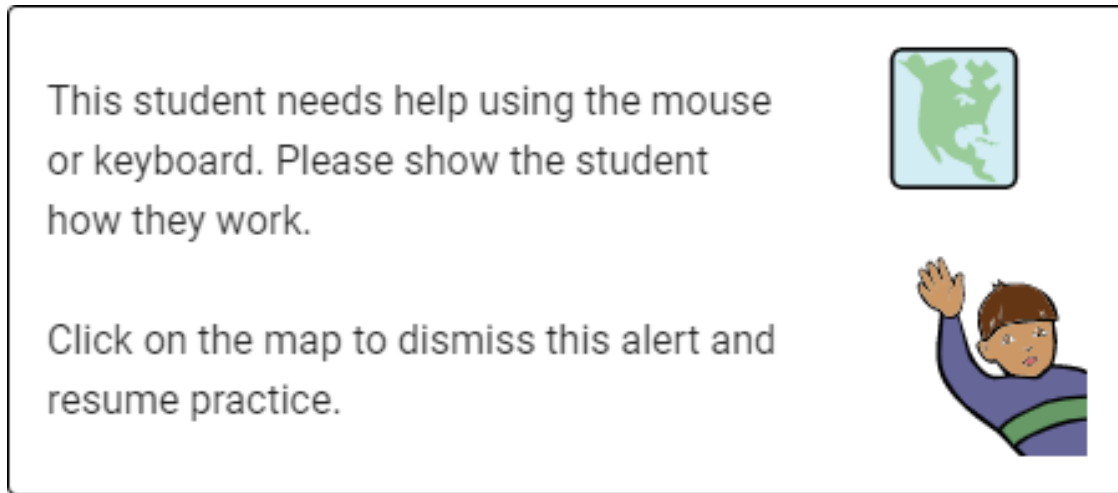 This student needs help using the mouse
or keyboard. Please show the student
how they work.
Click on the map to dismiss this alert and
resume practice.